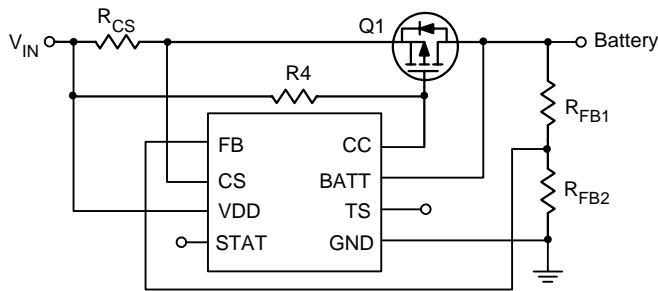 Q1
V_IN
R_CS
Battery
R4
R_FB1
FB
CC
CS
BATT
VDD
TS
R_FB2
STAT
GND